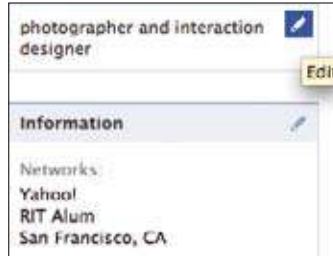 photographer and interaction
designer
Edi
Information
Networks:
Yahoo!
RIT Alum
San Francisco, CA